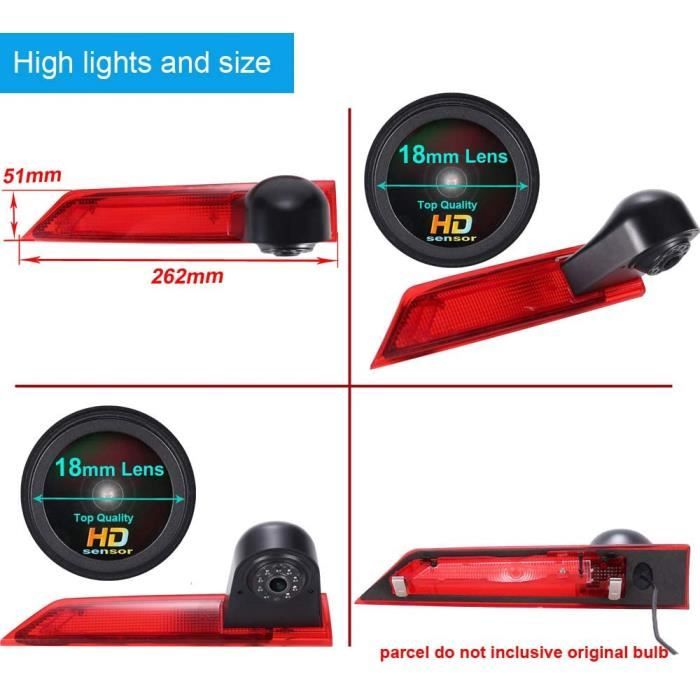 High lights and size
51mm
262mm
18mm Lens
Top Quality
HD
sensor
18mm Lens
Top Quality
HD
sensor
parcel do not inclusive original bulb